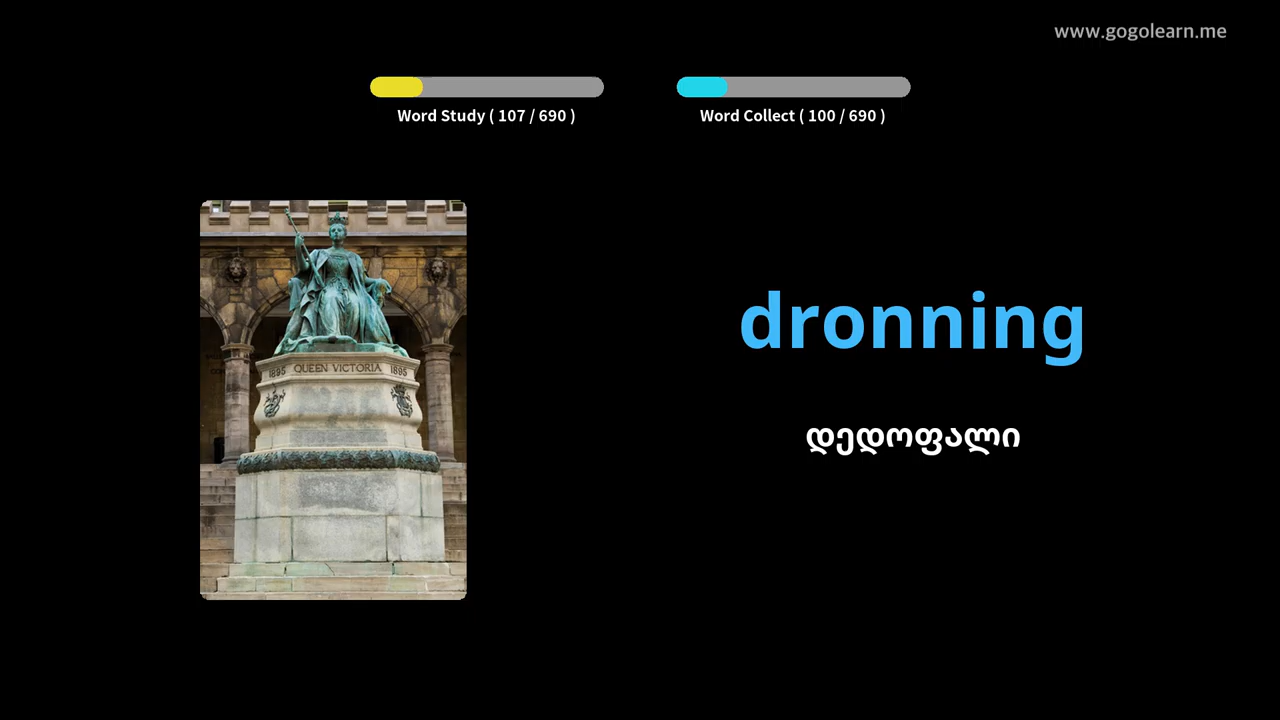 www.gogolearn.me
Word Study ( 107 / 690 )
Word Collect ( 100 / 690 )
1895 QUEEN VICTORIA 1895
dronning
დედოფალი